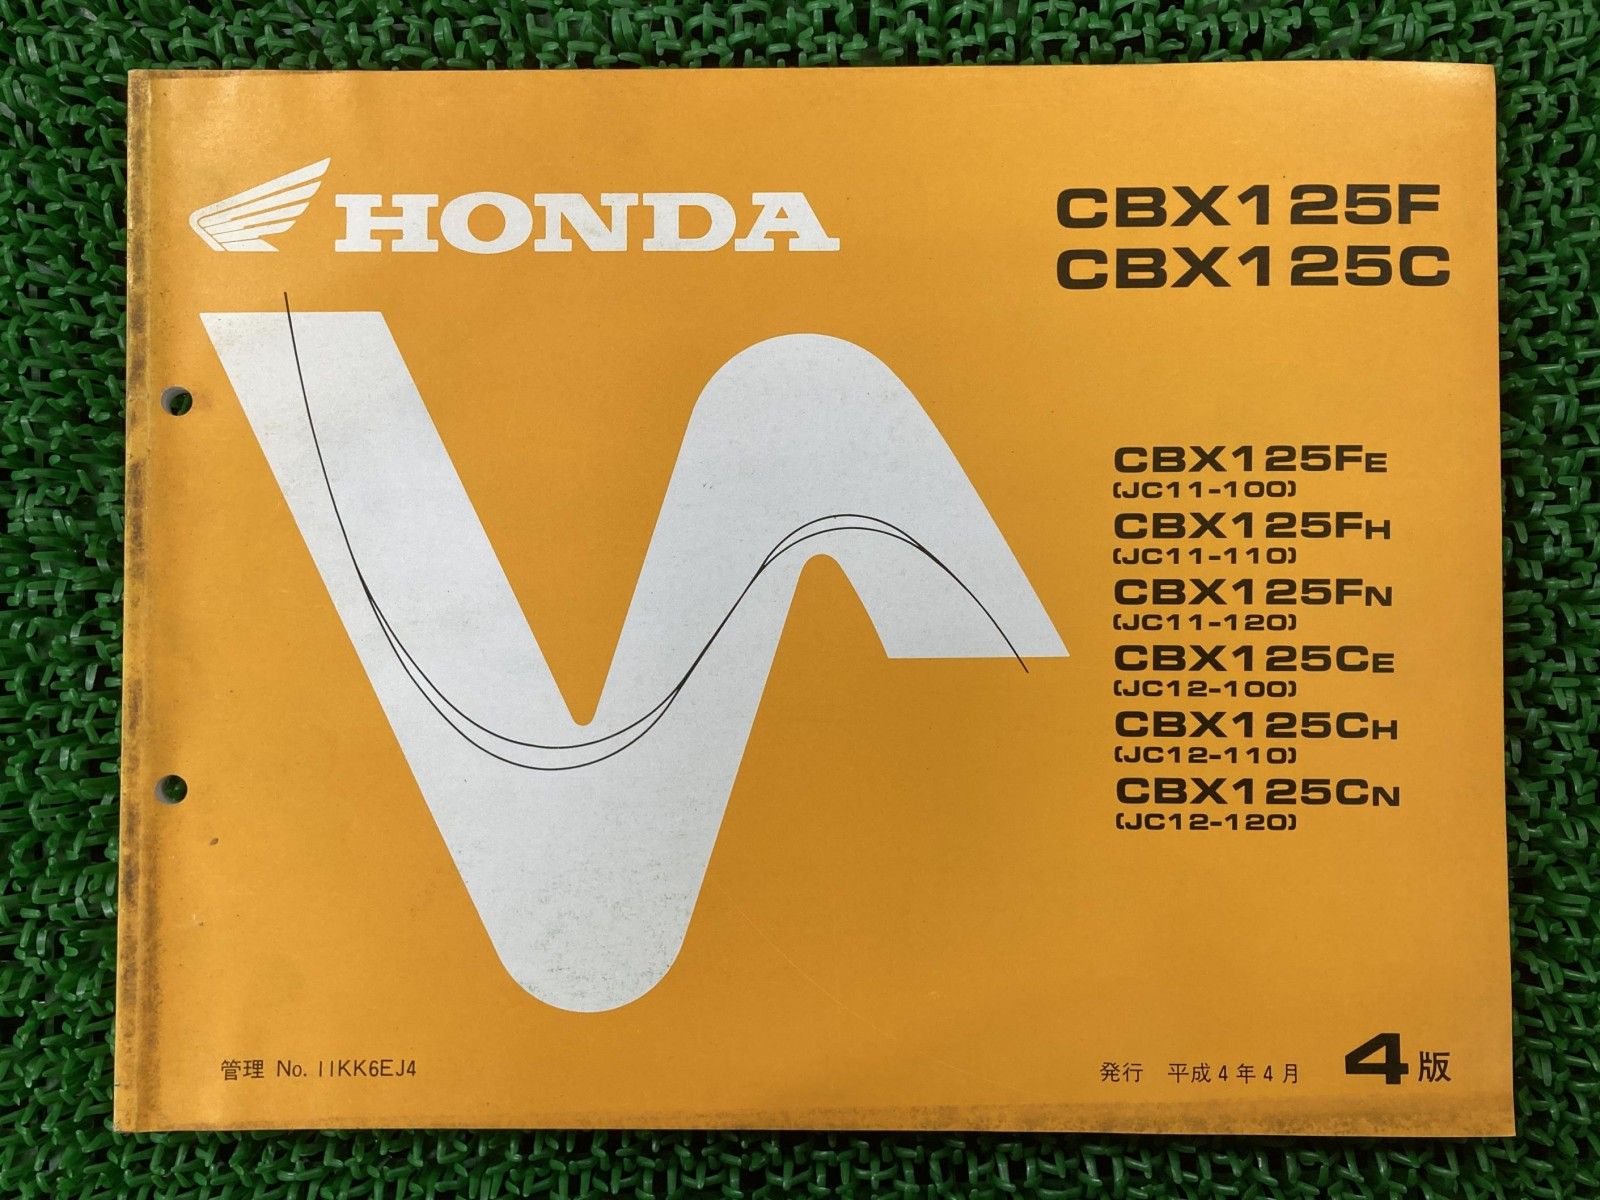 HONDA
CBX125F
CBX125C
CBX125FE
(JC11-100)
CBX125FH
(JC11-110)
CBX125FN
(JC11-120)
CBX125CE
(JC12-100)
CBX125CH
(JC12-110)
CBX125CN
(JC12-120)
管理 No. 11KK6EJ4
発行 平成4年4月 4版